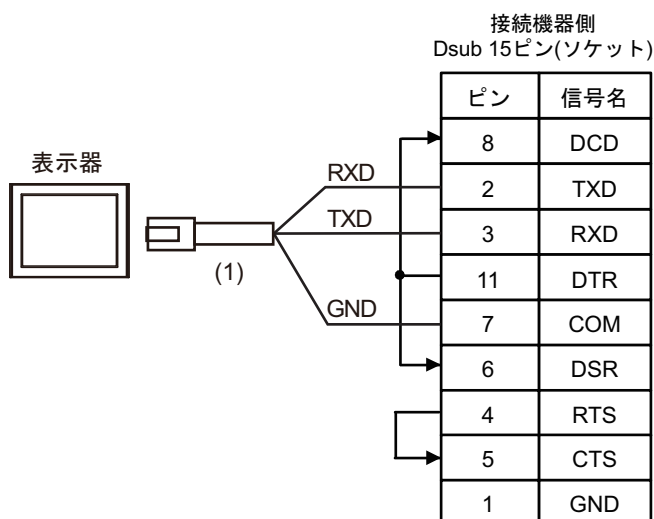 接続機器側
Dsub 15ピン(ソケット)
ピン 信号名
8 DCD
表示器
RXD
2 TXD
TXD
3 RXD
(1)
11 DTR
GND
7 COM
6 DSR
4 RTS
5 CTS
1 GND